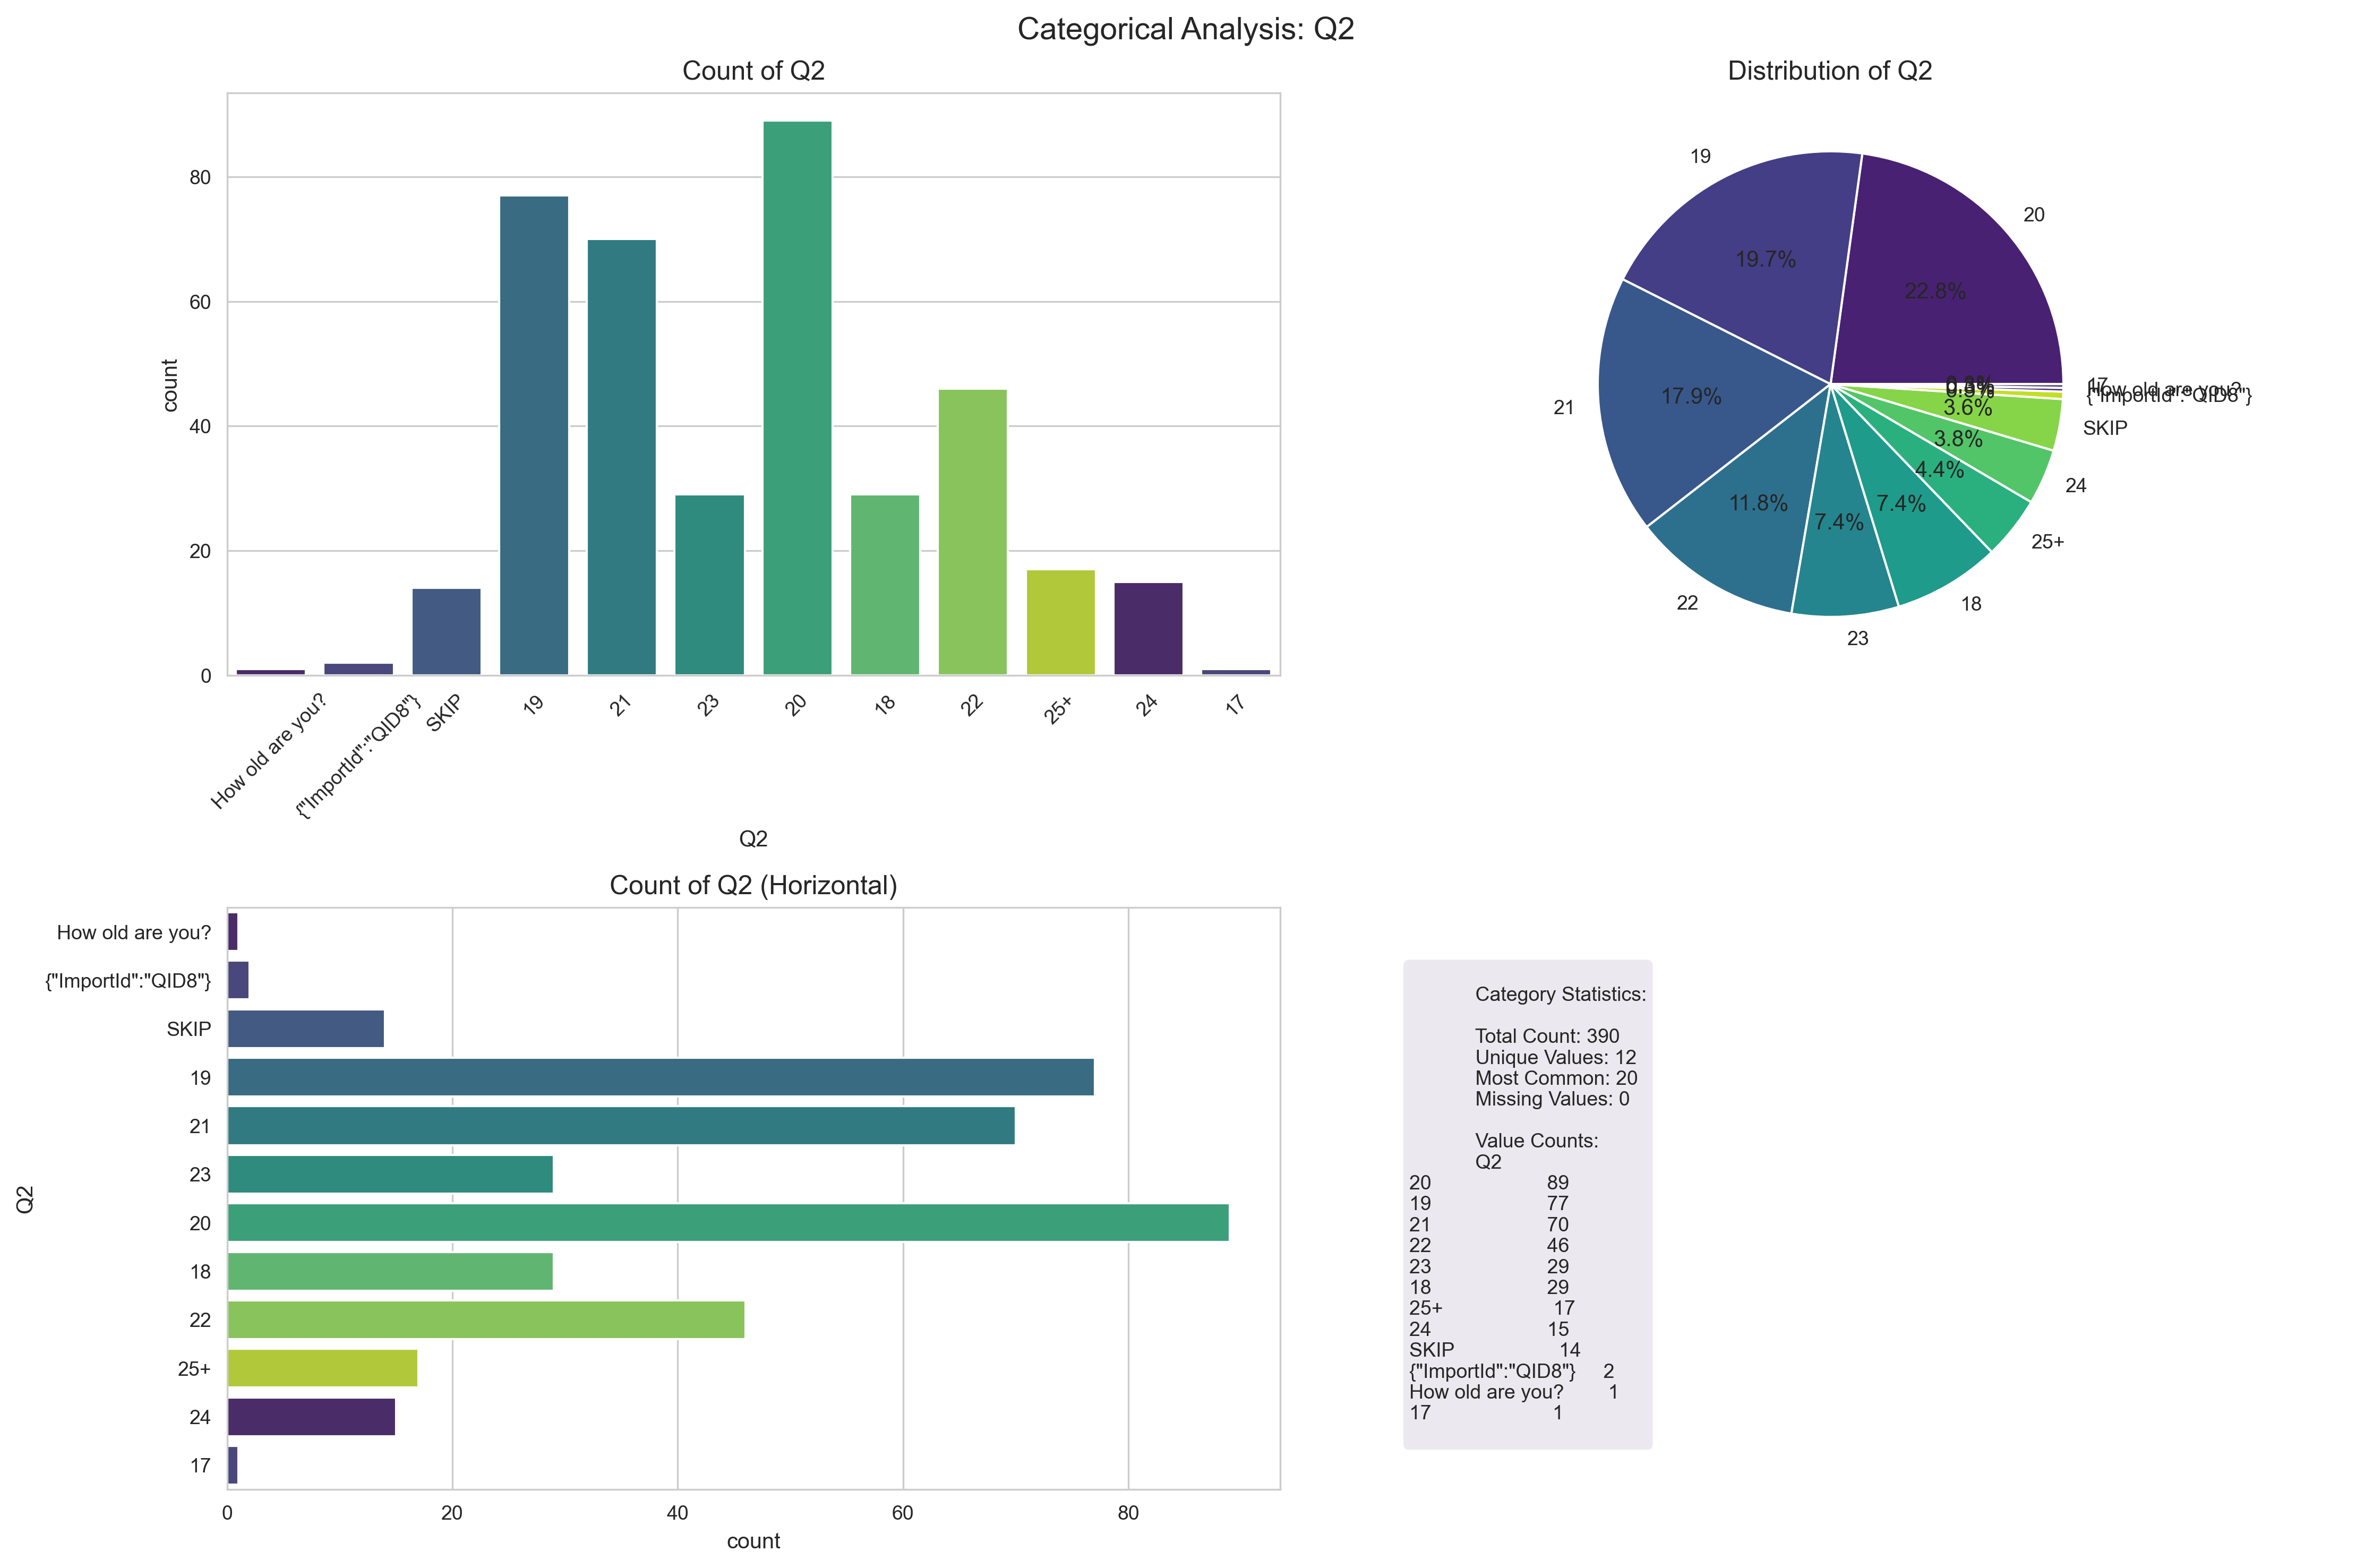 Categorical Analysis: Q2
Count of Q2
count
80
60
40
20
0
How old are you?
{"ImportId":"QID8"}
SKIP
19
21
23
20
18
22
25+
24
17
Q2
Distribution of Q2
20
22.8%
19
19.7%
21
17.9%
22
11.8%
23
7.4%
18
7.4%
25+
4.4%
24
3.8%
SKIP
3.6%
{"ImportId":"QID8"}
0.5%
How old are you?
17
Count of Q2 (Horizontal)
Q2
How old are you?
{"ImportId":"QID8"}
SKIP
19
21
23
20
18
22
25+
24
17
0 20 40 60 80
count
Category Statistics:
Total Count: 390
Unique Values: 12
Most Common: 20
Missing Values: 0
Value Counts:
Q2
20 89
19 77
21 70
22 46
23 29
18 29
25+ 17
24 15
SKIP 14
{"ImportId":"QID8"} 2
How old are you? 1
17 1